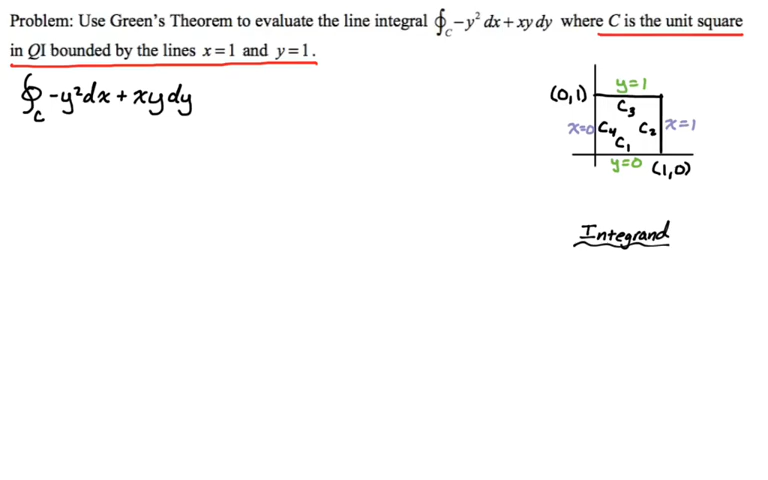 Problem: Use Green's Theorem to evaluate the line integral ∮_C −y² dx + xy dy where C is the unit square
in QI bounded by the lines x = 1 and y = 1.
∮_C −y²dx + xydy
y=1
(0,1)
C₃
x=0 C₄ C₂ x=1
C₁
y=0 (1,0)
Integrand